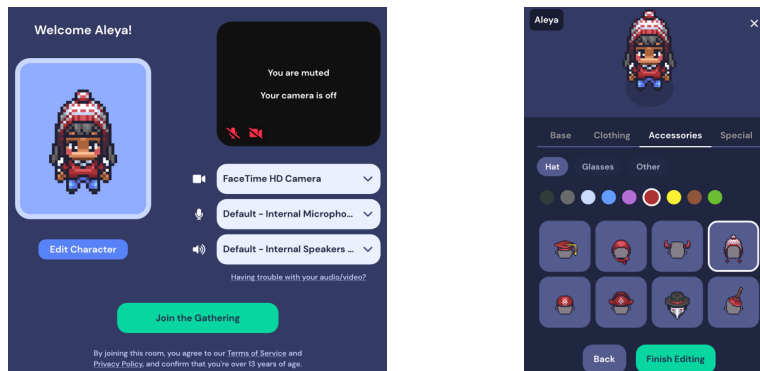 Welcome Aleya!
You are muted
Your camera is off
FaceTime HD Camera
Default - Internal Micropho...
Default - Internal Speakers ...
Having trouble with your audio/video?
Edit Character
Join the Gathering
By joining this room, you agree to our Terms of Service and
Privacy Policy, and confirm that you're over 13 years of age.
Aleya
×
Base Clothing Accessories Special
Hat Glasses Other
Back Finish Editing